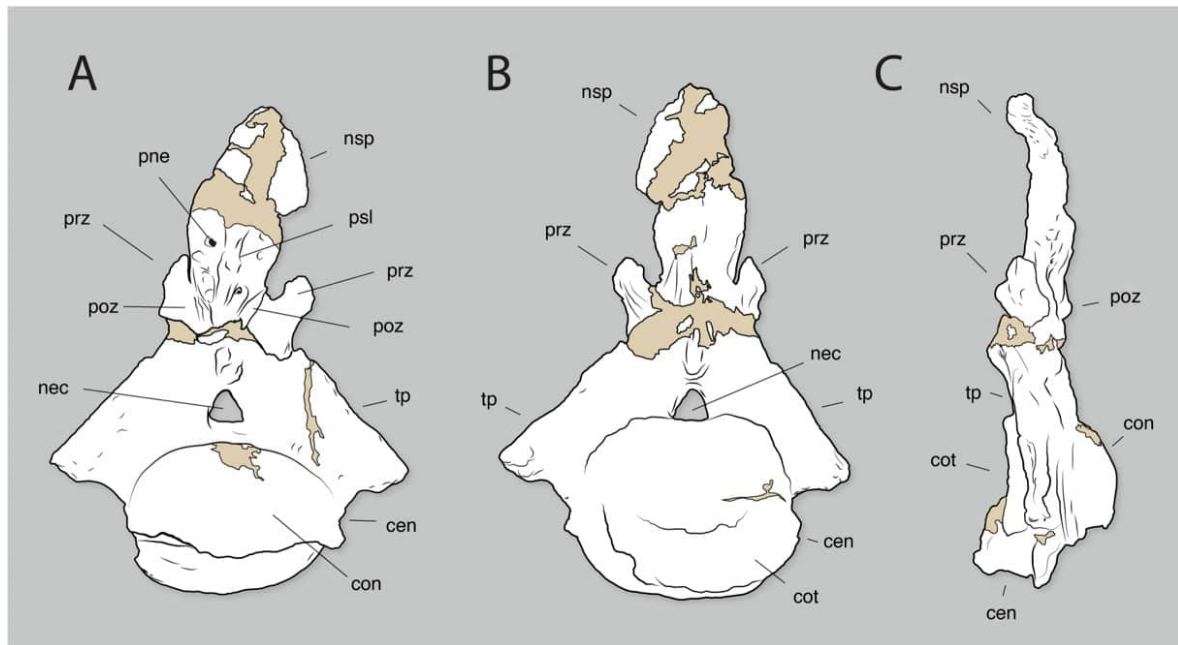 A
nsp
pne
psl
prz
prz
poz
poz
nec
tp
cen
con
B
nsp
prz
prz
nec
tp
tp
cen
cot
C
nsp
prz
poz
tp
con
cot
cen